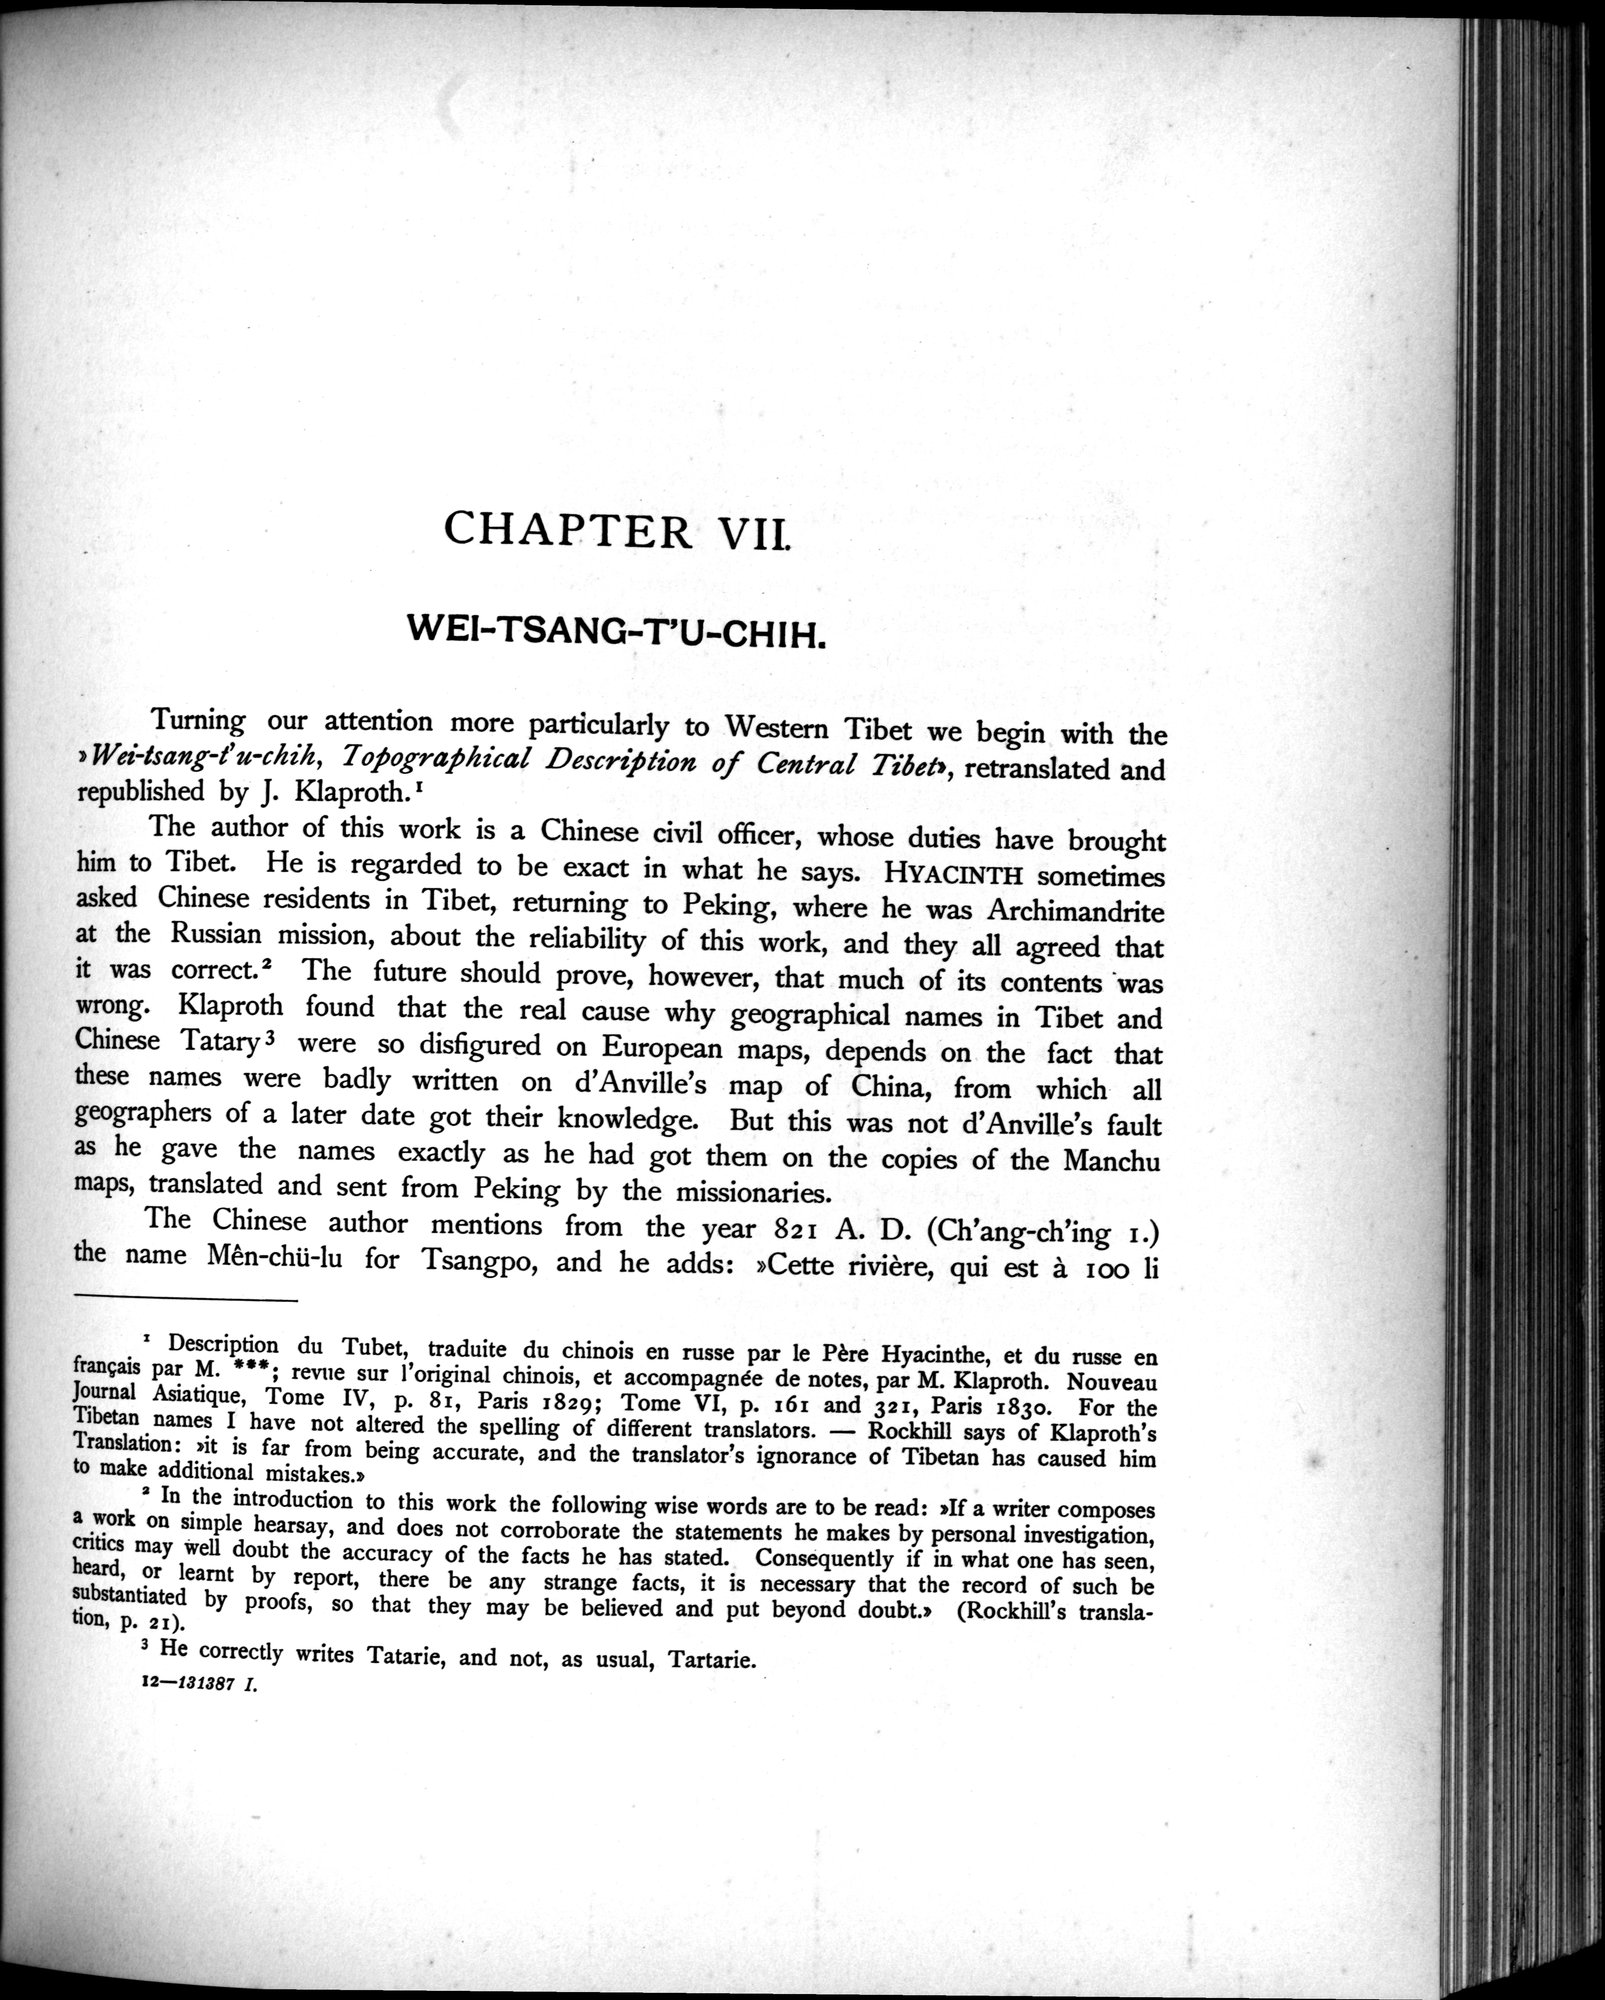 CHAPTER VII.
WEI-TSANG-T'U-CHIH.
Turning our attention more particularly to Western Tibet we begin with the
»Wei-tsang-t'u-chih, Topographical Description of Central Tibet», retranslated and
republished by J. Klaproth.¹
The author of this work is a Chinese civil officer, whose duties have brought
him to Tibet. He is regarded to be exact in what he says. HYACINTH sometimes
asked Chinese residents in Tibet, returning to Peking, where he was Archimandrite
at the Russian mission, about the reliability of this work, and they all agreed that
it was correct.² The future should prove, however, that much of its contents was
wrong. Klaproth found that the real cause why geographical names in Tibet and
Chinese Tatary³ were so disfigured on European maps, depends on the fact that
these names were badly written on d'Anville's map of China, from which all
geographers of a later date got their knowledge. But this was not d'Anville's fault
as he gave the names exactly as he had got them on the copies of the Manchu
maps, translated and sent from Peking by the missionaries.
The Chinese author mentions from the year 821 A. D. (Ch'ang-ch'ing 1.)
the name Mên-chü-lu for Tsangpo, and he adds: »Cette rivière, qui est à 100 li
¹ Description du Tubet, traduite du chinois en russe par le Père Hyacinthe, et du russe en
français par M. ***; revue sur l'original chinois, et accompagnée de notes, par M. Klaproth. Nouveau
Journal Asiatique, Tome IV, p. 81, Paris 1829; Tome VI, p. 161 and 321, Paris 1830. For the
Tibetan names I have not altered the spelling of different translators. — Rockhill says of Klaproth's
Translation: »it is far from being accurate, and the translator's ignorance of Tibetan has caused him
to make additional mistakes.»
² In the introduction to this work the following wise words are to be read: »If a writer composes
a work on simple hearsay, and does not corroborate the statements he makes by personal investigation,
critics may well doubt the accuracy of the facts he has stated. Consequently if in what one has seen,
heard, or learnt by report, there be any strange facts, it is necessary that the record of such be
substantiated by proofs, so that they may be believed and put beyond doubt.» (Rockhill's transla-
tion, p. 21).
³ He correctly writes Tatarie, and not, as usual, Tartarie.
12—131387 I.